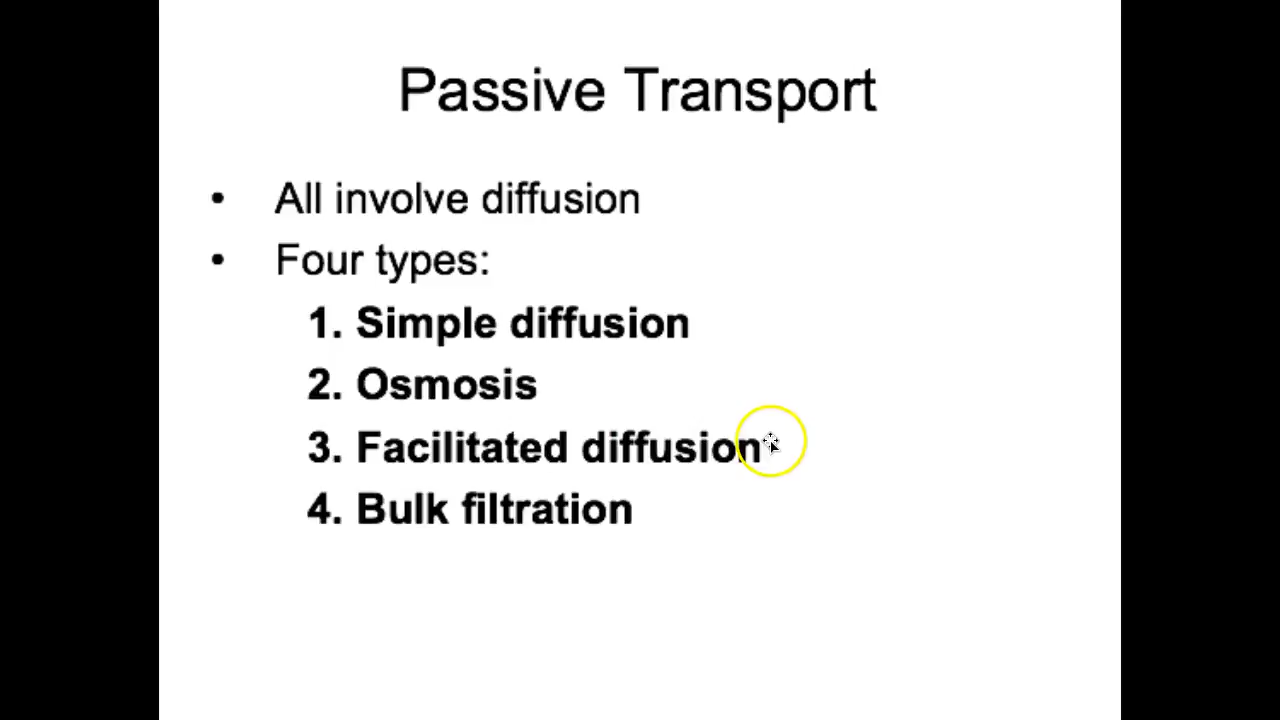 Passive Transport
• All involve diffusion
• Four types:
1. Simple diffusion
2. Osmosis
3. Facilitated diffusion
4. Bulk filtration